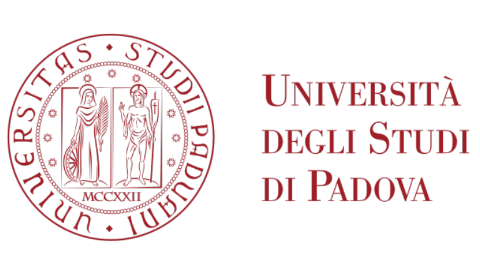 UNIVERSITAS · STUDII PADUANI ·
MCCXXII
UNIVERSITÀ
DEGLI STUDI
DI PADOVA